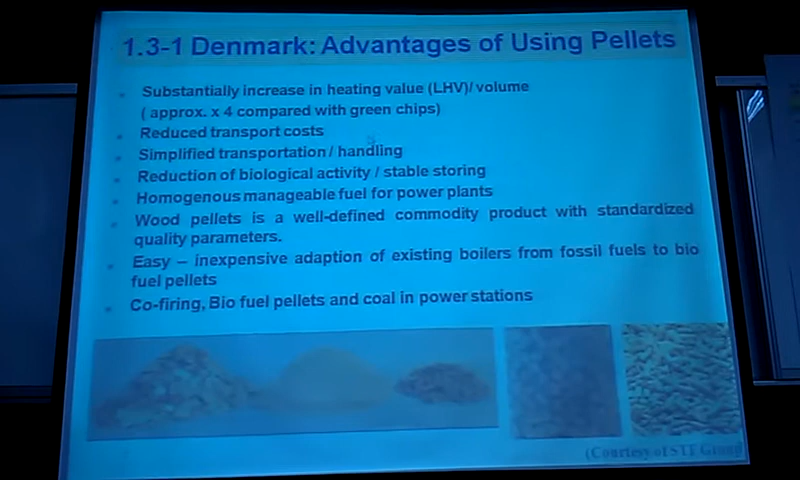 1.3-1 Denmark: Advantages of Using Pellets
Substantially increase in heating value (LHV)/ volume
( approx. x 4 compared with green chips)
Reduced transport costs
Simplified transportation / handling
Reduction of biological activity / stable storing
Homogenous manageable fuel for power plants
Wood pellets is a well-defined commodity product with standardized
quality parameters.
Easy – inexpensive adaption of existing boilers from fossil fuels to bio
fuel pellets
Co-firing, Bio fuel pellets and coal in power stations
(Courtesy of